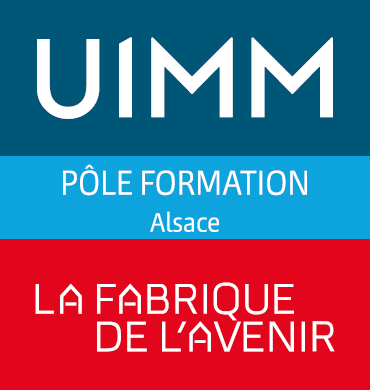 UIMM
PÔLE FORMATION
Alsace
LA FABRIQUE
DE L'AVENIR